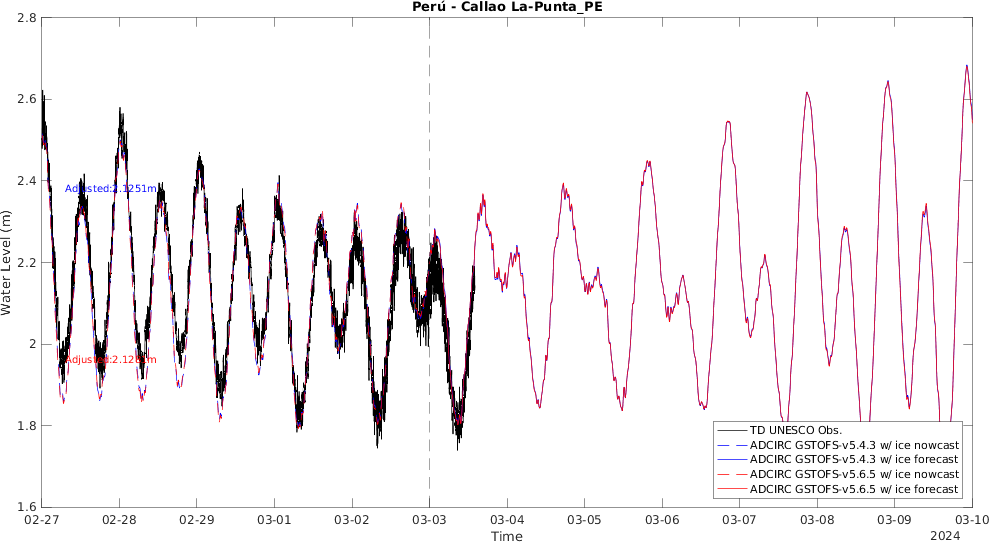 Perú - Callao La-Punta_PE
2.8
2.6
2.4
2.2
2
1.8
1.6
Water Level (m)
Adjusted:2.1251m
TD UNESCO Obs.
ADCIRC GSTOFS-v5.4.3 w/ ice nowcast
ADCIRC GSTOFS-v5.4.3 w/ ice forecast
ADCIRC GSTOFS-v5.6.5 w/ ice nowcast
ADCIRC GSTOFS-v5.6.5 w/ ice forecast
02-27 02-28 02-29 03-01 03-02 03-03 03-04 03-05 03-06 03-07 03-08 03-09 03-10
Time
2024